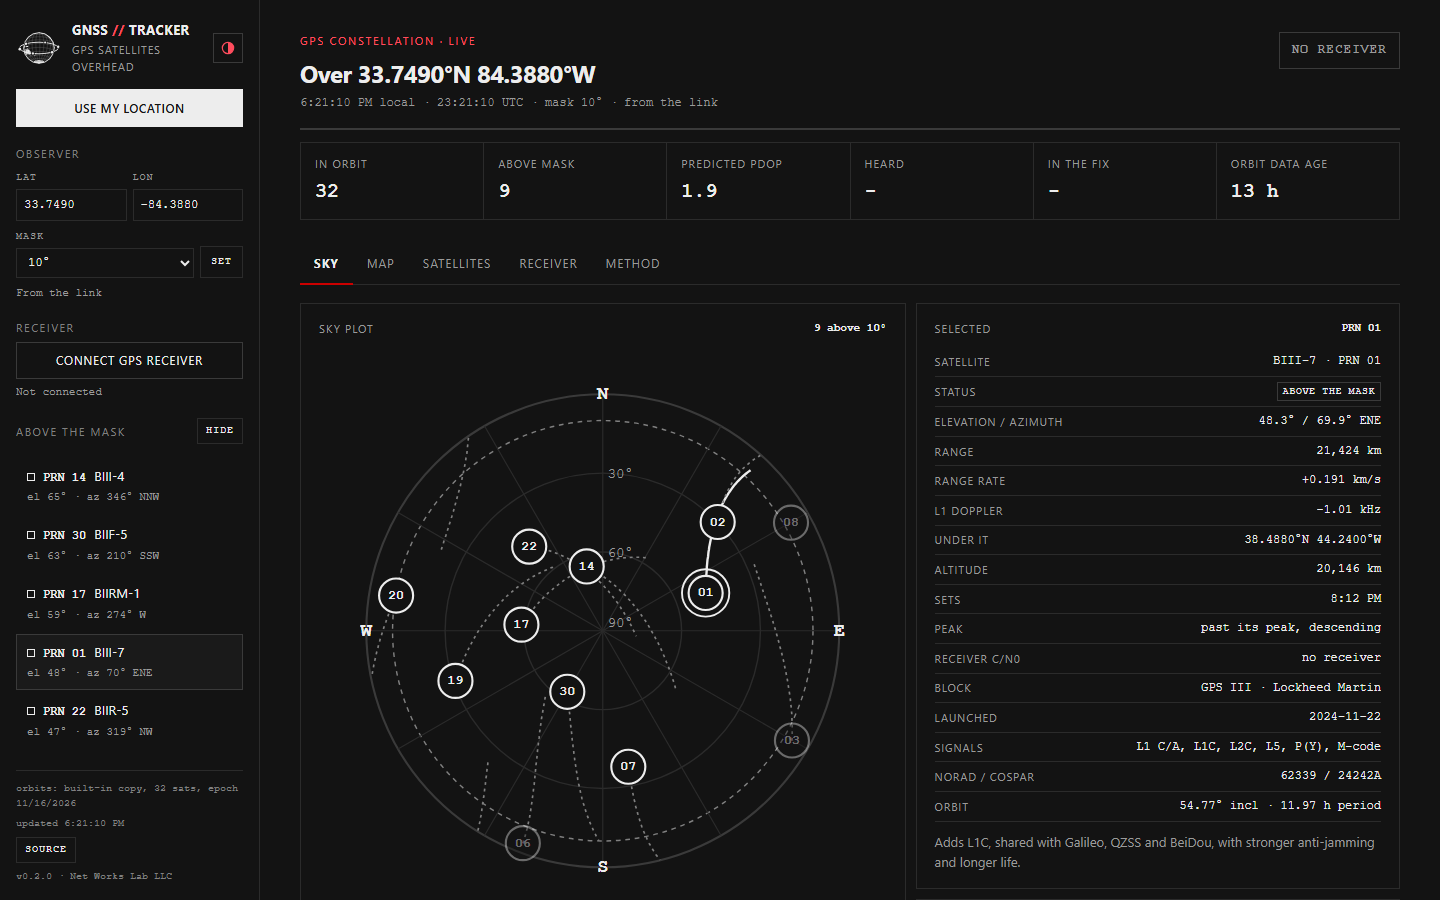 GNSS // TRACKER
GPS SATELLITES
OVERHEAD
USE MY LOCATION
OBSERVER
LAT LON
33.7490 -84.3880
MASK
10° SET
From the link
RECEIVER
CONNECT GPS RECEIVER
Not connected
ABOVE THE MASK HIDE
PRN 14 BIII-4
el 65° · az 346° NNW
PRN 30 BIIF-5
el 63° · az 210° SSW
PRN 17 BIIRM-1
el 59° · az 274° W
PRN 01 BIII-7
el 48° · az 70° ENE
PRN 22 BIIR-5
el 47° · az 319° NW
orbits: built-in copy, 32 sats, epoch
11/16/2026
updated 6:21:10 PM
SOURCE
v0.2.0 · Net Works Lab LLC
GPS CONSTELLATION · LIVE
NO RECEIVER
Over 33.7490°N 84.3880°W
6:21:10 PM local · 23:21:10 UTC · mask 10° · from the link
IN ORBIT
32
ABOVE MASK
9
PREDICTED PDOP
1.9
HEARD
–
IN THE FIX
–
ORBIT DATA AGE
13 h
SKY MAP SATELLITES RECEIVER METHOD
SKY PLOT 9 above 10°
N
30°
02
08
22
60°
14
01
20
90°
17
W
E
19
30
03
07
06
S
SELECTED PRN 01
SATELLITE BIII-7 · PRN 01
STATUS ABOVE THE MASK
ELEVATION / AZIMUTH 48.3° / 69.9° ENE
RANGE 21,424 km
RANGE RATE +0.191 km/s
L1 DOPPLER -1.01 kHz
UNDER IT 38.4880°N 44.2400°W
ALTITUDE 20,146 km
SETS 8:12 PM
PEAK past its peak, descending
RECEIVER C/N0 no receiver
BLOCK GPS III · Lockheed Martin
LAUNCHED 2024-11-22
SIGNALS L1 C/A, L1C, L2C, L5, P(Y), M-code
NORAD / COSPAR 62339 / 24242A
ORBIT 54.77° incl · 11.97 h period
Adds L1C, shared with Galileo, QZSS and BeiDou, with stronger anti-jamming
and longer life.